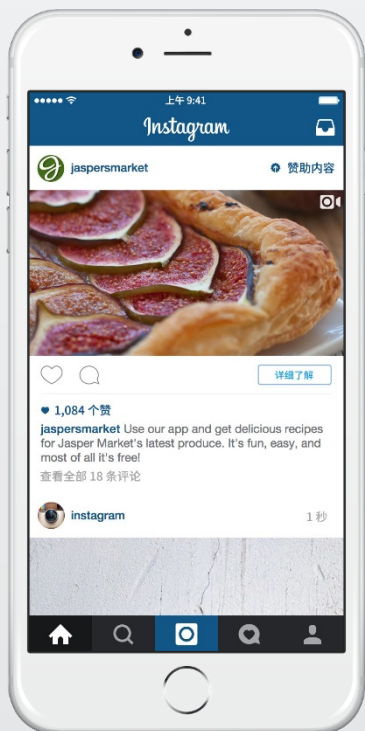 上午 9:41
Instagram
jaspersmarket
赞助内容
详细了解
1,084 个赞
jaspersmarket Use our app and get delicious recipes
for Jasper Market's latest produce. It's fun, easy, and
most of all it's free!
查看全部 18 条评论
instagram
1 秒